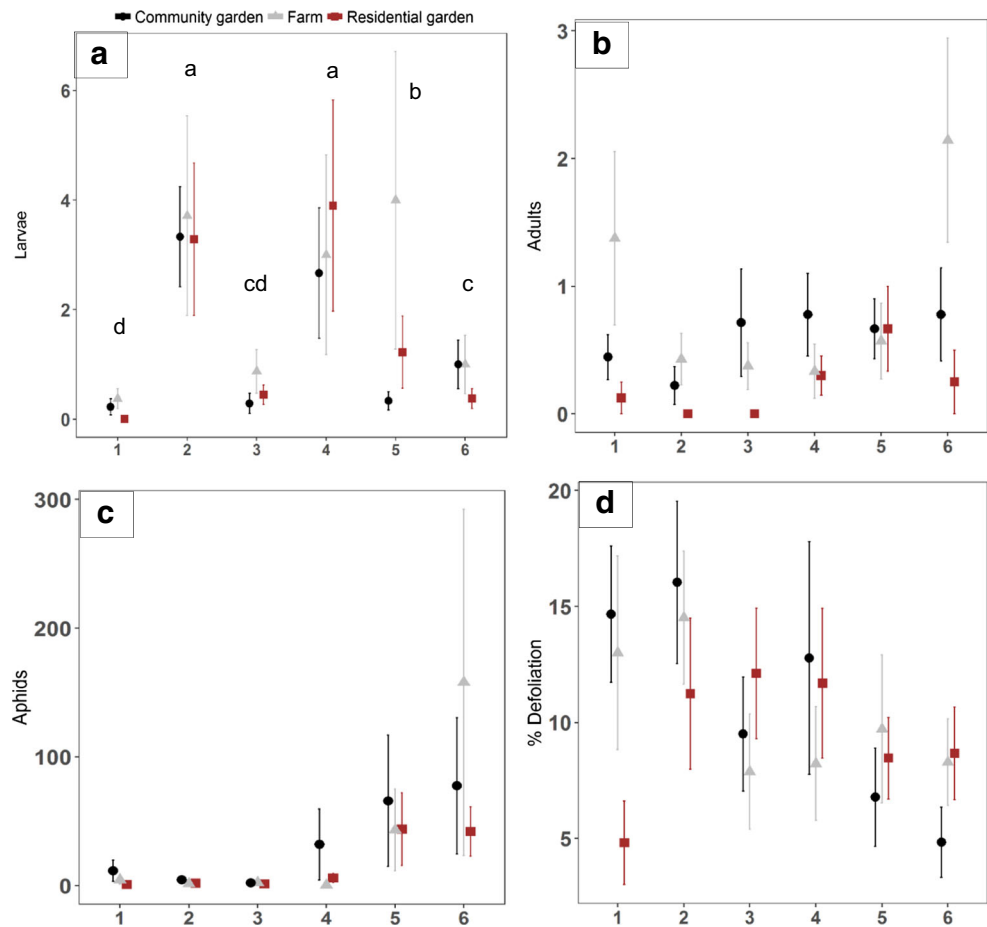 Community garden Farm Residential garden
a
Larvae
6
4
2
0
d
a
cd
a
b
c
1 2 3 4 5 6
b
Adults
3
2
1
0
1 2 3 4 5 6
c
Aphids
300
200
100
0
1 2 3 4 5 6
d
% Defoliation
20
15
10
5
1 2 3 4 5 6